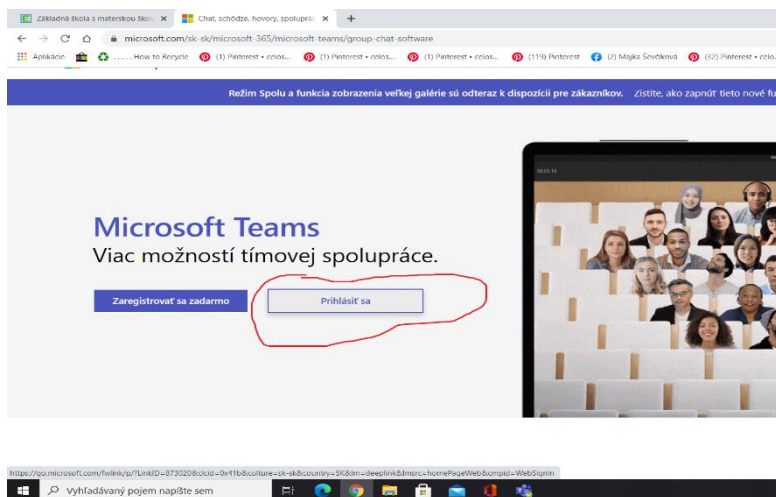 Základná škola s materskou ško
Chat, schôdze, hovory, spoluprác
microsoft.com/sk-sk/microsoft-365/microsoft-teams/group-chat-software
Aplikácie
..... How to Recycle
(1) Pinterest • celos...
(1) Pinterest • celos...
(1) Pinterest • celos...
(119) Pinterest
(2) Majka Ševčíková
(32) Pinterest • celo
Režim Spolu a funkcia zobrazenia veľkej galérie sú odteraz k dispozícii pre zákazníkov. Zistite, ako zapnúť tieto nové fu
Microsoft Teams
Viac možností tímovej spolupráce.
Zaregistrovať sa zadarmo
Prihlásiť sa
https://go.microsoft.com/fwlink/p/?LinkID=873020&clcid=0x41b&culture=sk-sk&country=SK&lm=deeplink&lmsrc=homePageWeb&cmpid=WebSignIn
Vyhľadávaný pojem napíšte sem